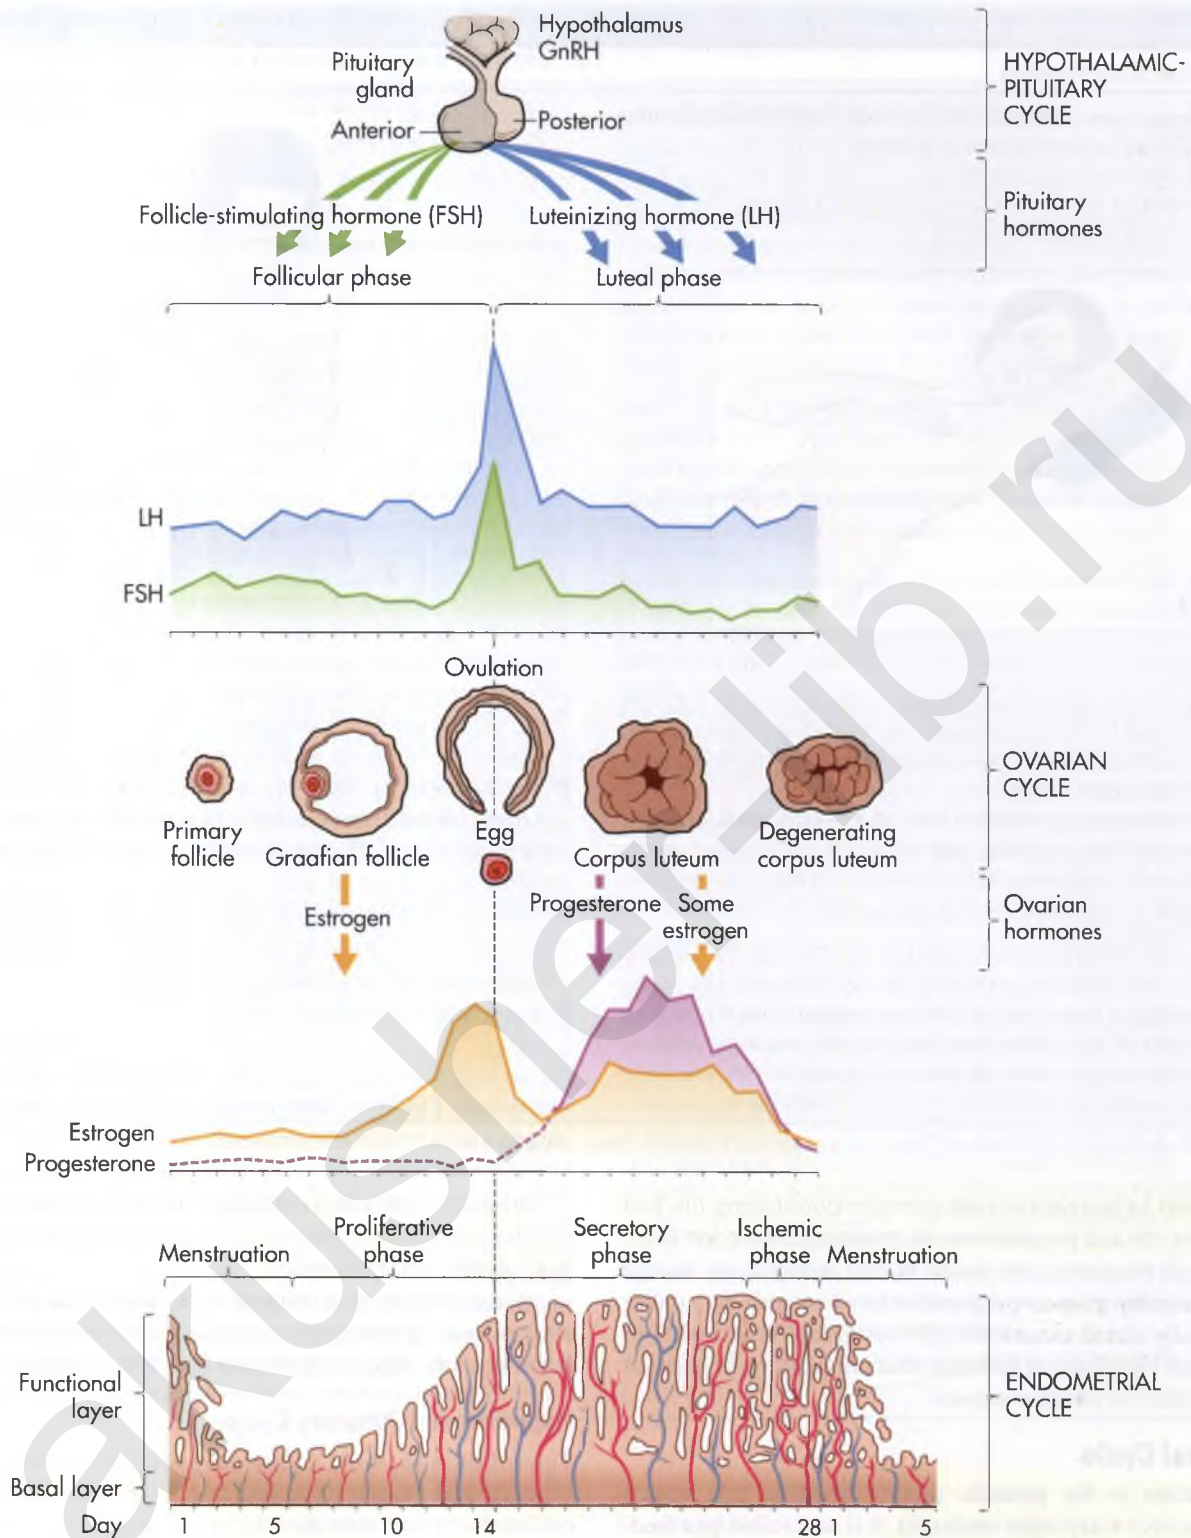 Hypothalamus
GnRH
Pituitary
gland
Anterior
Posterior
HYPOTHALAMIC-
PITUITARY
CYCLE
Follicle-stimulating hormone (FSH)
Luteinizing hormone (LH)
Pituitary
hormones
Follicular phase
Luteal phase
LH
FSH
Ovulation
Primary
follicle
Graafian follicle
Egg
Corpus luteum
Degenerating
corpus luteum
OVARIAN
CYCLE
Estrogen
Progesterone
Some
estrogen
Ovarian
hormones
Estrogen
Progesterone
Menstruation
Proliferative
phase
Secretory
phase
Ischemic
phase
Menstruation
Functional
layer
Basal layer
ENDOMETRIAL
CYCLE
Day 1 5 10 14 28 1 5
akusher-lib.ru